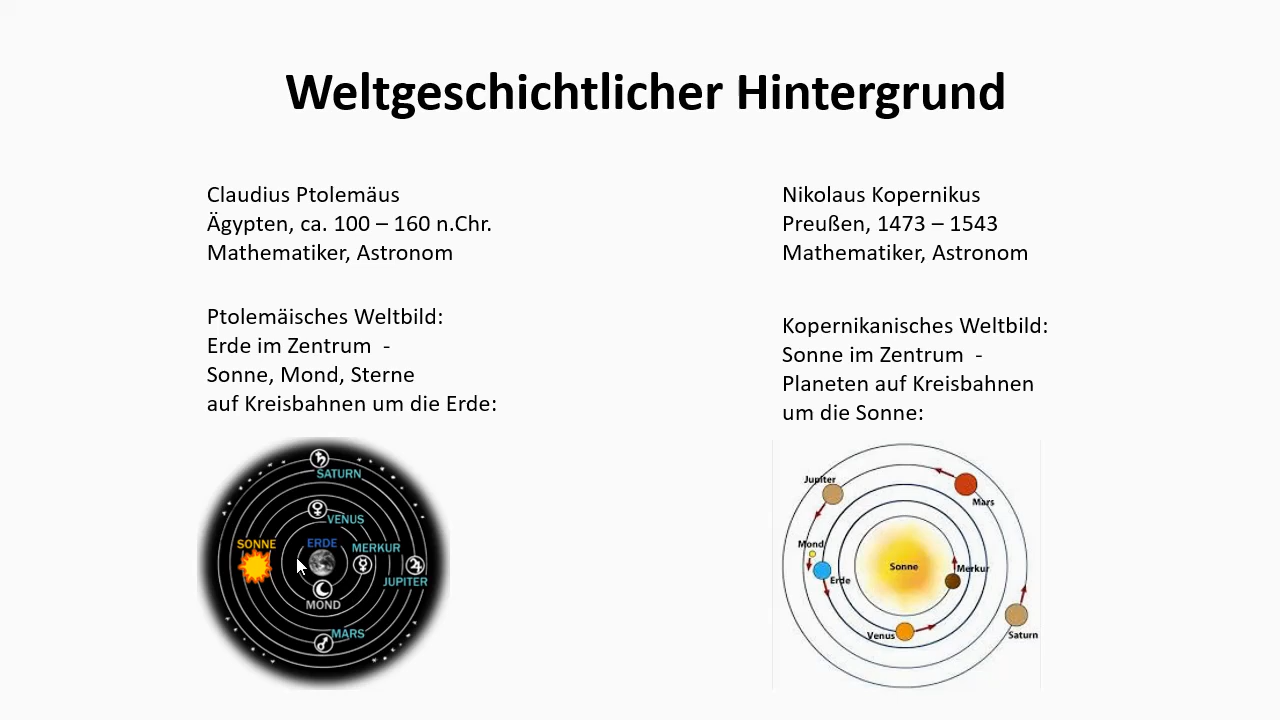 Weltgeschichtlicher Hintergrund
Claudius Ptolemäus
Ägypten, ca. 100 – 160 n.Chr.
Mathematiker, Astronom
Ptolemäisches Weltbild:
Erde im Zentrum -
Sonne, Mond, Sterne
auf Kreisbahnen um die Erde:
SATURN
VENUS
SONNE
ERDE
MERKUR
JUPITER
MOND
MARS
Nikolaus Kopernikus
Preußen, 1473 – 1543
Mathematiker, Astronom
Kopernikanisches Weltbild:
Sonne im Zentrum -
Planeten auf Kreisbahnen
um die Sonne:
Jupiter
Mars
Mond
Sonne
Merkur
Erde
Venus
Saturn